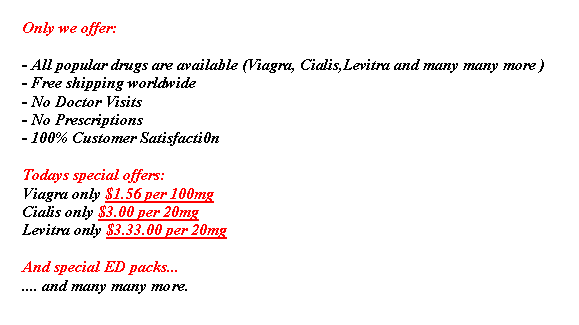 Only we offer:
- All popular drugs are available (Viagra, Cialis,Levitra and many many more )
- Free shipping worldwide
- No Doctor Visits
- No Prescriptions
- 100% Customer Satisfacti0n
Todays special offers:
Viagra only $1.56 per 100mg
Cialis only $3.00 per 20mg
Levitra only $3.33.00 per 20mg
And special ED packs...
.... and many many more.